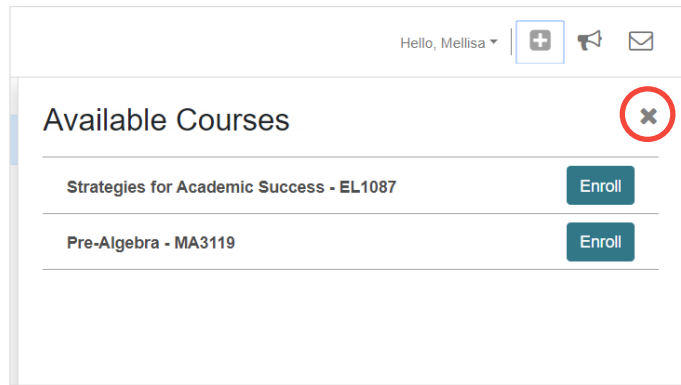 Hello, Mellisa
Available Courses
Strategies for Academic Success - EL1087 Enroll
Pre-Algebra - MA3119 Enroll